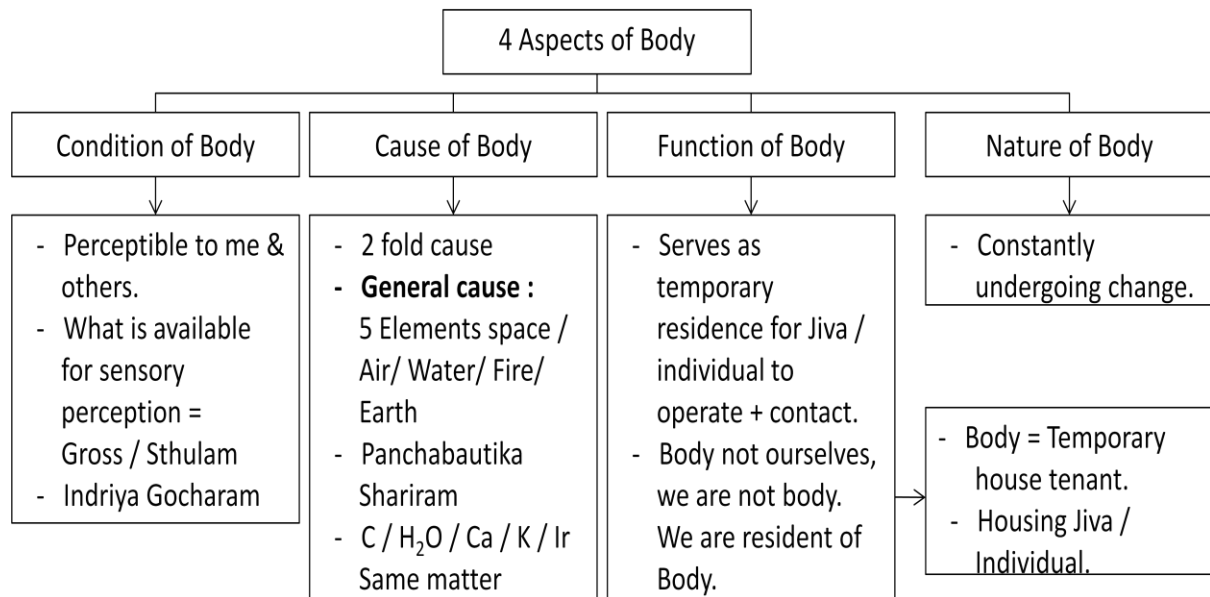 4 Aspects of Body
Condition of Body
Cause of Body
Function of Body
Nature of Body
- Perceptible to me &
others.
- What is available
for sensory
perception =
Gross / Sthulam
- Indriya Gocharam
- 2 fold cause
- General cause :
5 Elements space /
Air/ Water/ Fire/
Earth
- Panchabautika
Shariram
- C / H₂O / Ca / K / Ir
Same matter
- Serves as
temporary
residence for Jiva /
individual to
operate + contact.
- Body not ourselves,
we are not body.
We are resident of
Body.
- Constantly
undergoing change.
- Body = Temporary
house tenant.
- Housing Jiva /
Individual.